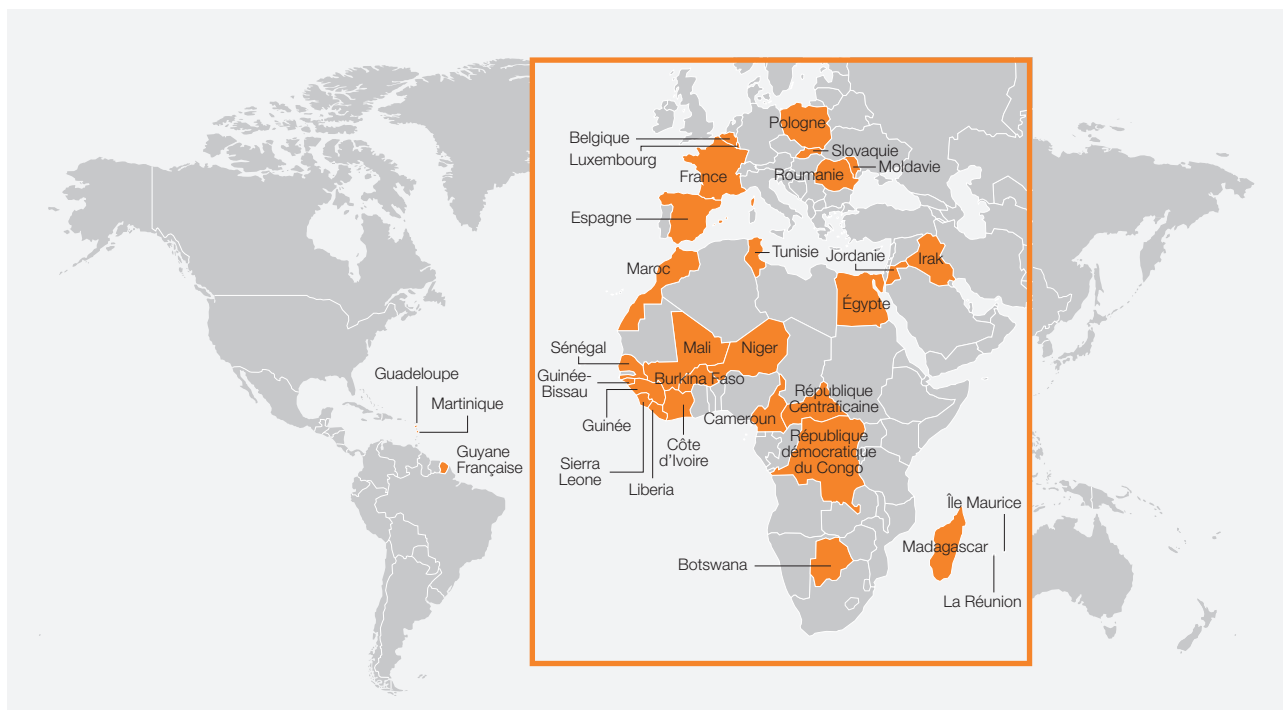 Pologne
Belgique
Slovaquie
Luxembourg
Moldavie
France
Roumanie
Espagne
Tunisie
Jordanie
Irak
Maroc
Égypte
Sénégal
Mali
Niger
Guadeloupe
Guinée-
Bissau
Burkina Faso
Martinique
République
Centraficaine
Cameroun
Guinée
Côte
d'Ivoire
République
démocratique
du Congo
Guyane
Française
Sierra
Leone
Liberia
Île Maurice
Madagascar
Botswana
La Réunion